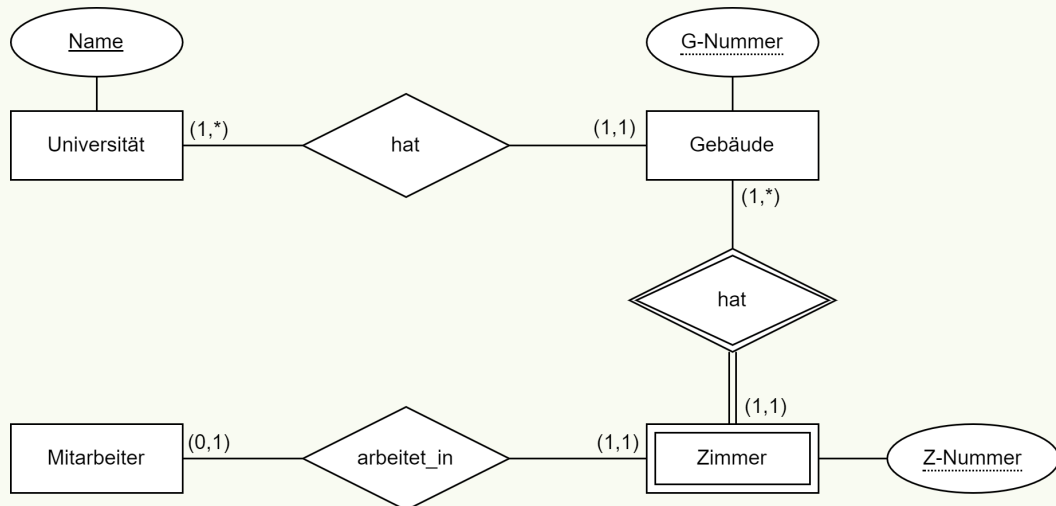 Name
G-Nummer
Universität
(1,*)
hat
(1,1)
Gebäude
(1,*)
hat
(1,1)
Mitarbeiter
(0,1)
arbeitet_in
(1,1)
Zimmer
Z-Nummer